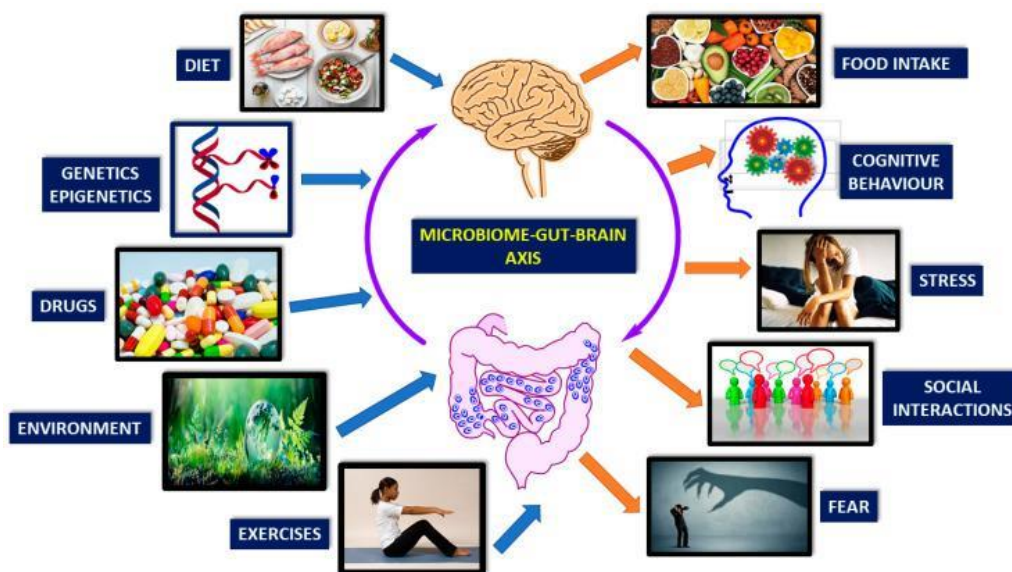 DIET
FOOD INTAKE
GENETICS
EPIGENETICS
COGNITIVE
BEHAVIOUR
MICROBIOME-GUT-BRAIN
AXIS
DRUGS
STRESS
ENVIRONMENT
SOCIAL
INTERACTIONS
EXERCISES
FEAR